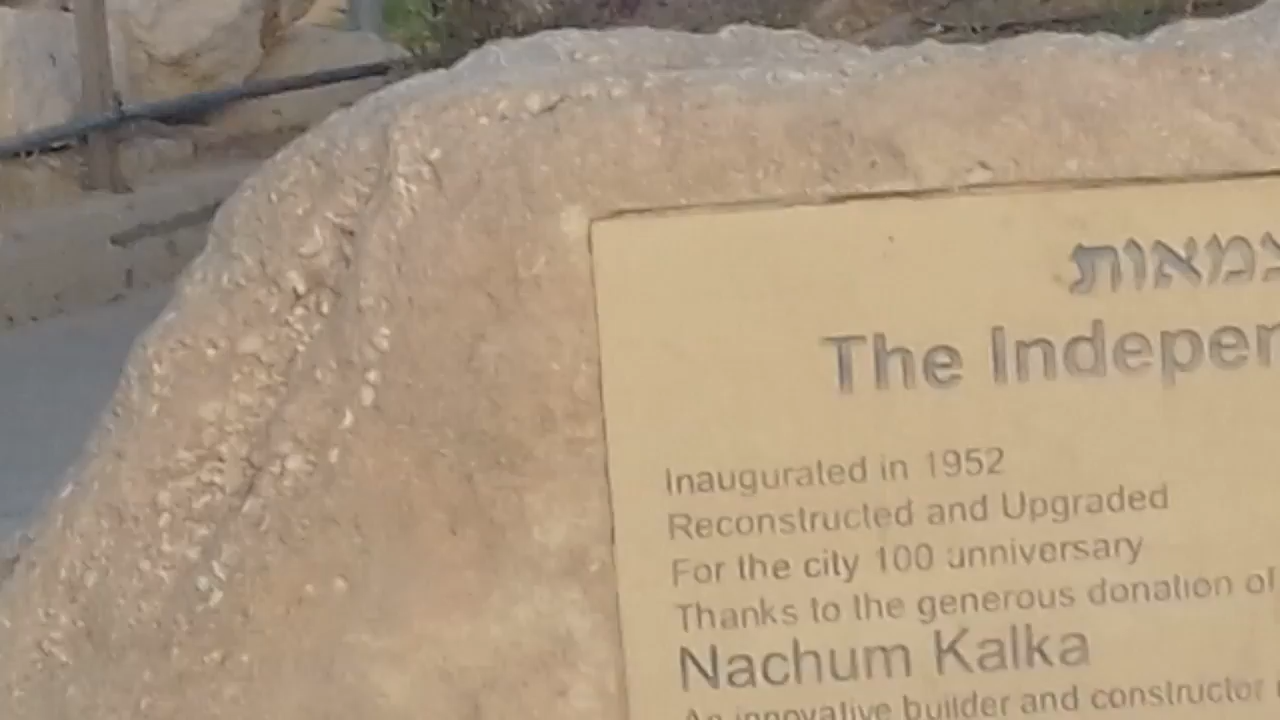 צמאות
The Indepen
Inaugurated in 1952
Reconstructed and Upgraded
For the city 100 unniversary
Thanks to the generous donation of
Nachum Kalka
An innovative builder and constructor